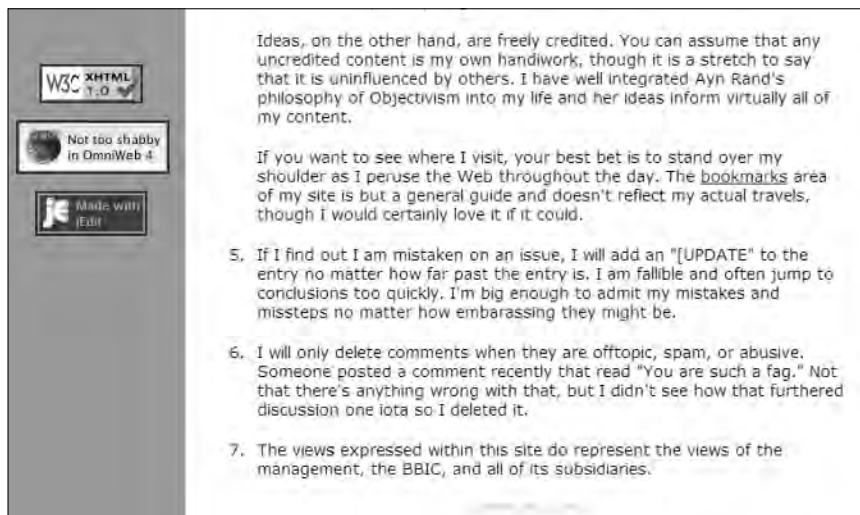 W3C XHTML
1.0
Not too shabby
in OmniWeb 4
je Made with
jEdit
Ideas, on the other hand, are freely credited. You can assume that any
uncredited content is my own handiwork, though it is a stretch to say
that it is uninfluenced by others. I have well integrated Ayn Rand's
philosophy of Objectivism into my life and her ideas inform virtually all of
my content.
If you want to see where I visit, your best bet is to stand over my
shoulder as I peruse the Web throughout the day. The bookmarks area
of my site is but a general guide and doesn't reflect my actual travels,
though I would certainly love it if it could.
5. If I find out I am mistaken on an issue, I will add an "[UPDATE" to the
entry no matter how far past the entry is. I am fallible and often jump to
conclusions too quickly. I'm big enough to admit my mistakes and
missteps no matter how embarassing they might be.
6. I will only delete comments when they are offtopic, spam, or abusive.
Someone posted a comment recently that read "You are such a fag." Not
that there's anything wrong with that, but I didn't see how that furthered
discussion one iota so I deleted it.
7. The views expressed within this site do represent the views of the
management, the BBIC, and all of its subsidiaries.